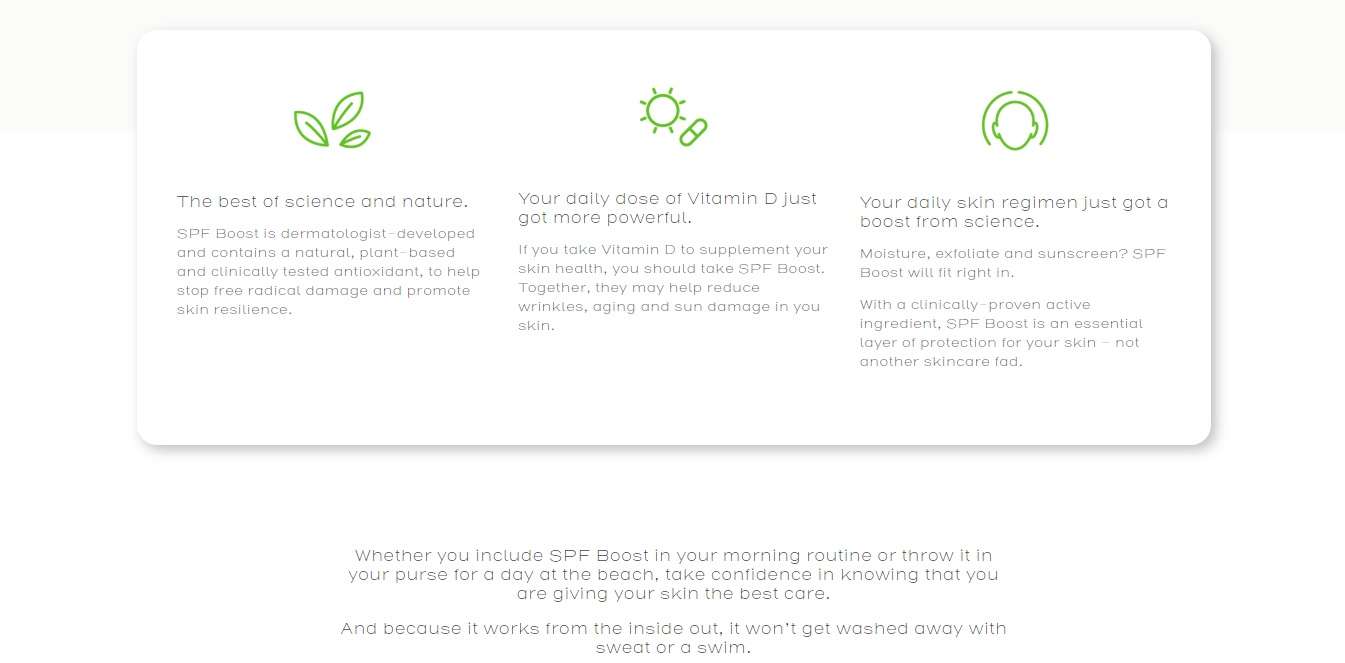 The best of science and nature.
SPF Boost is dermatologist-developed
and contains a natural, plant-based
and clinically tested antioxidant, to help
stop free radical damage and promote
skin resilience.
Your daily dose of Vitamin D just
got more powerful.
If you take Vitamin D to supplement your
skin health, you should take SPF Boost.
Together, they may help reduce
wrinkles, aging and sun damage in you
skin.
Your daily skin regimen just got a
boost from science.
Moisture, exfoliate and sunscreen? SPF
Boost will fit right in.
With a clinically-proven active
ingredient, SPF Boost is an essential
layer of protection for your skin – not
another skincare fad.
Whether you include SPF Boost in your morning routine or throw it in
your purse for a day at the beach, take confidence in knowing that you
are giving your skin the best care.
And because it works from the inside out, it won't get washed away with
sweat or a swim.